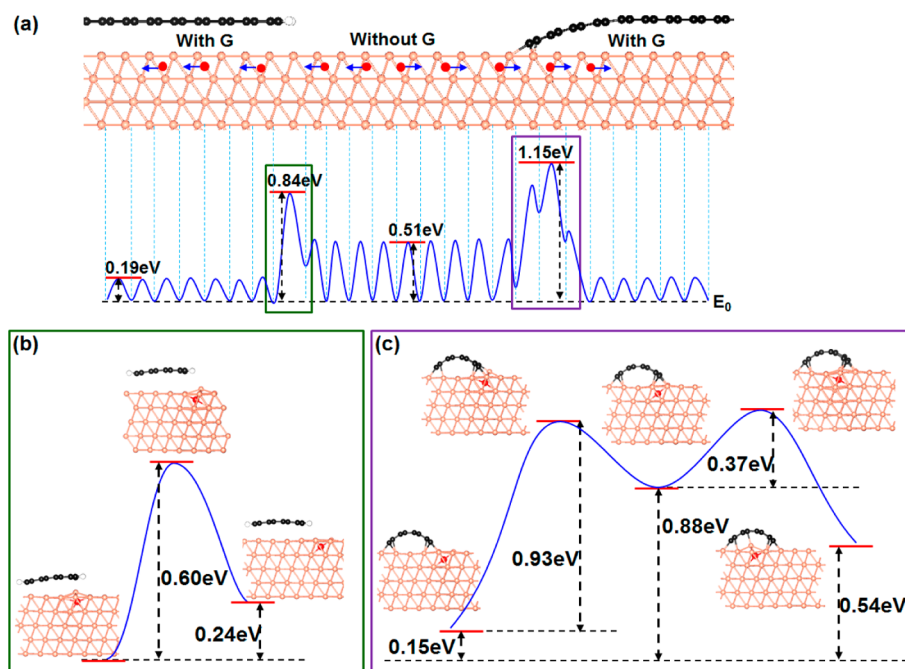 (a)
With G
Without G
With G
0.84eV
1.15eV
0.51eV
0.19eV
E₀
(b)
0.60eV
0.24eV
(c)
0.37eV
0.93eV
0.88eV
0.54eV
0.15eV